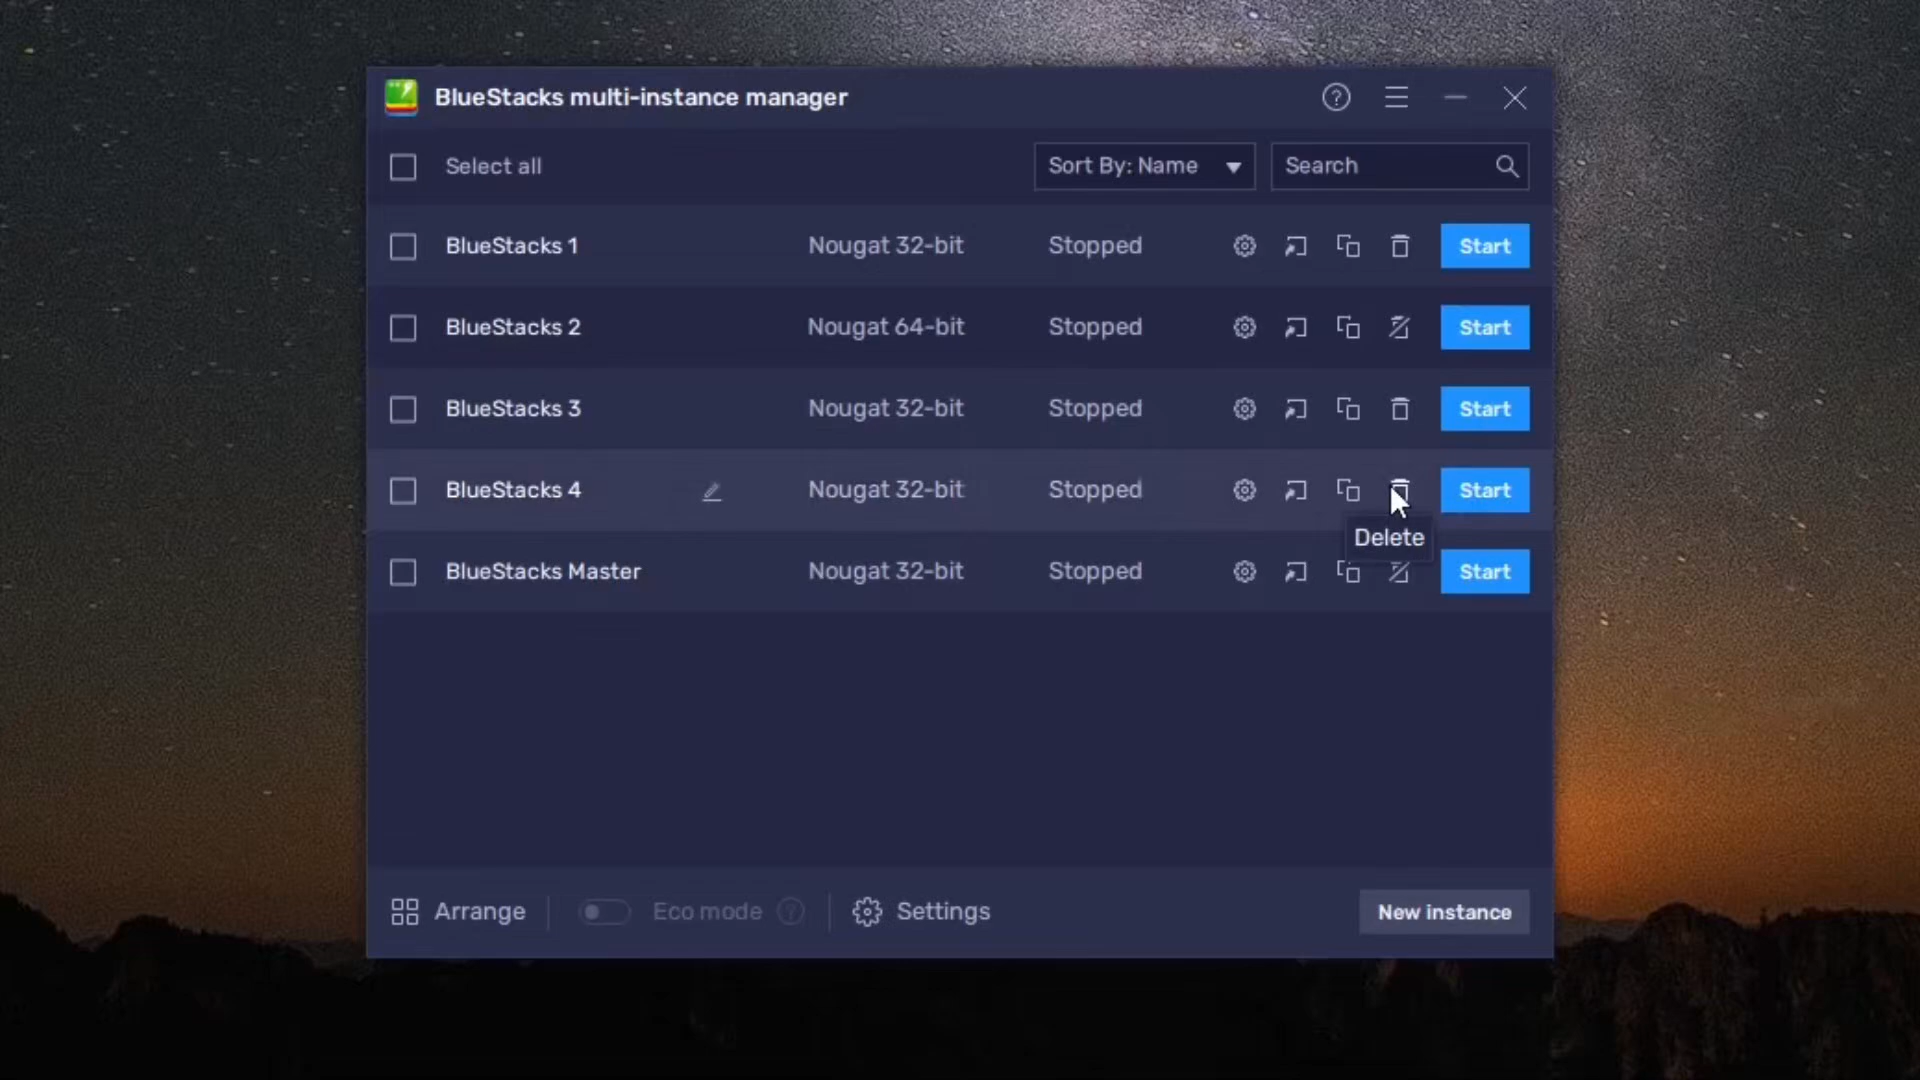 BlueStacks multi-instance manager
Select all
Sort By: Name
Search
BlueStacks 1 Nougat 32-bit Stopped Start
BlueStacks 2 Nougat 64-bit Stopped Start
BlueStacks 3 Nougat 32-bit Stopped Start
BlueStacks 4 Nougat 32-bit Stopped Start
Delete
BlueStacks Master Nougat 32-bit Stopped Start
Arrange Eco mode ? Settings New instance